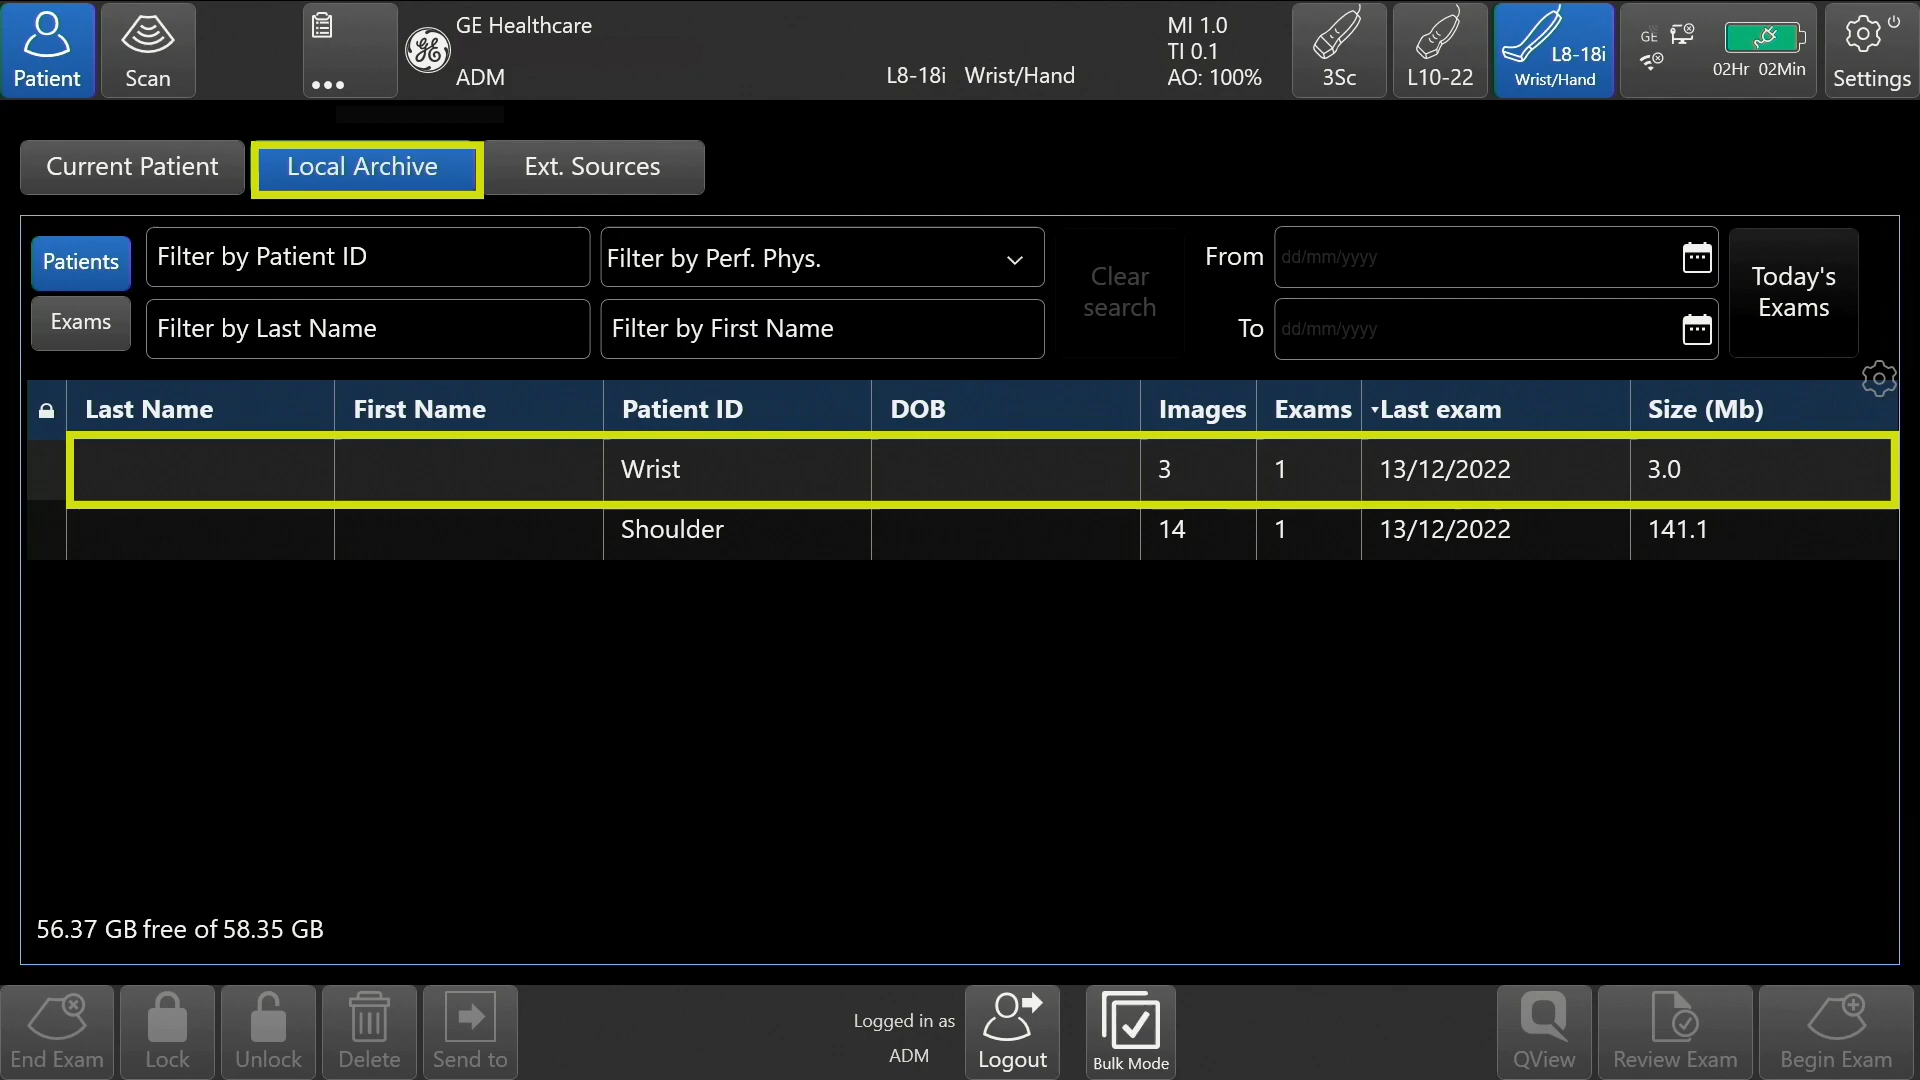 Patient
Scan
GE Healthcare
ADM
L8-18i Wrist/Hand
MI 1.0
TI 0.1
AO: 100%
3Sc
L10-22
L8-18i
Wrist/Hand
GE
02Hr 02Min
Settings
Current Patient
Local Archive
Ext. Sources
Patients
Exams
Filter by Patient ID
Filter by Perf. Phys.
Filter by Last Name
Filter by First Name
Clear
search
From dd/mm/yyyy
To dd/mm/yyyy
Today's
Exams
Last Name First Name Patient ID DOB Images Exams Last exam Size (Mb)
Wrist 3 1 13/12/2022 3.0
Shoulder 14 1 13/12/2022 141.1
56.37 GB free of 58.35 GB
End Exam
Lock
Unlock
Delete
Send to
Logged in as
ADM
Logout
Bulk Mode
QView
Review Exam
Begin Exam